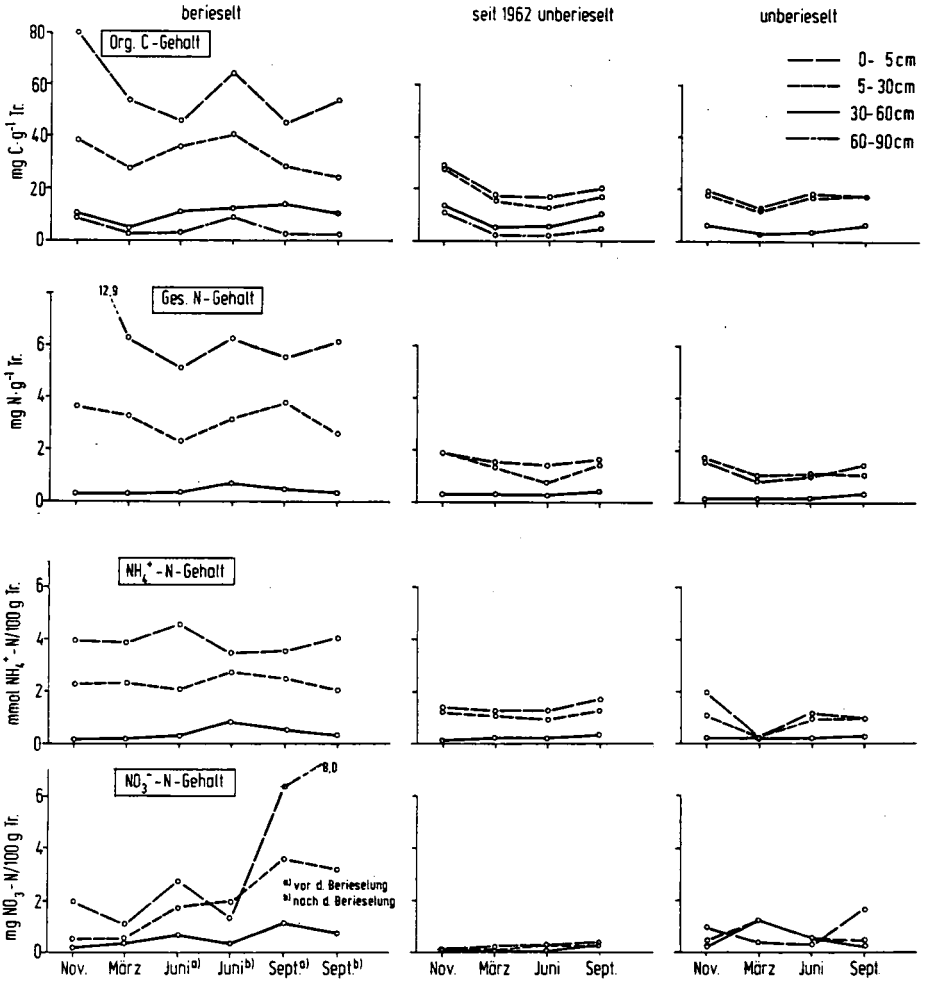 berieselt
seit 1962 unberieselt
unberieselt
Org. C-Gehalt
0- 5cm
5-30cm
30-60cm
60-90cm
mg C·g⁻¹ Tr.
80
60
40
20
0
Ges. N-Gehalt
12,9
mg N·g⁻¹ Tr.
6
4
2
0
NH₄⁺-N-Gehalt
mmol NH₄⁺-N/100g Tr.
6
4
2
0
NO₃⁻-N-Gehalt
8,0
mg NO₃-N/100g Tr.
6
4
2
0
a) vor d. Berieselung
b) nach d. Berieselung
Nov. März Juni a) Juni b) Sept. a) Sept. b)
Nov. März Juni Sept.
Nov. März Juni Sept.